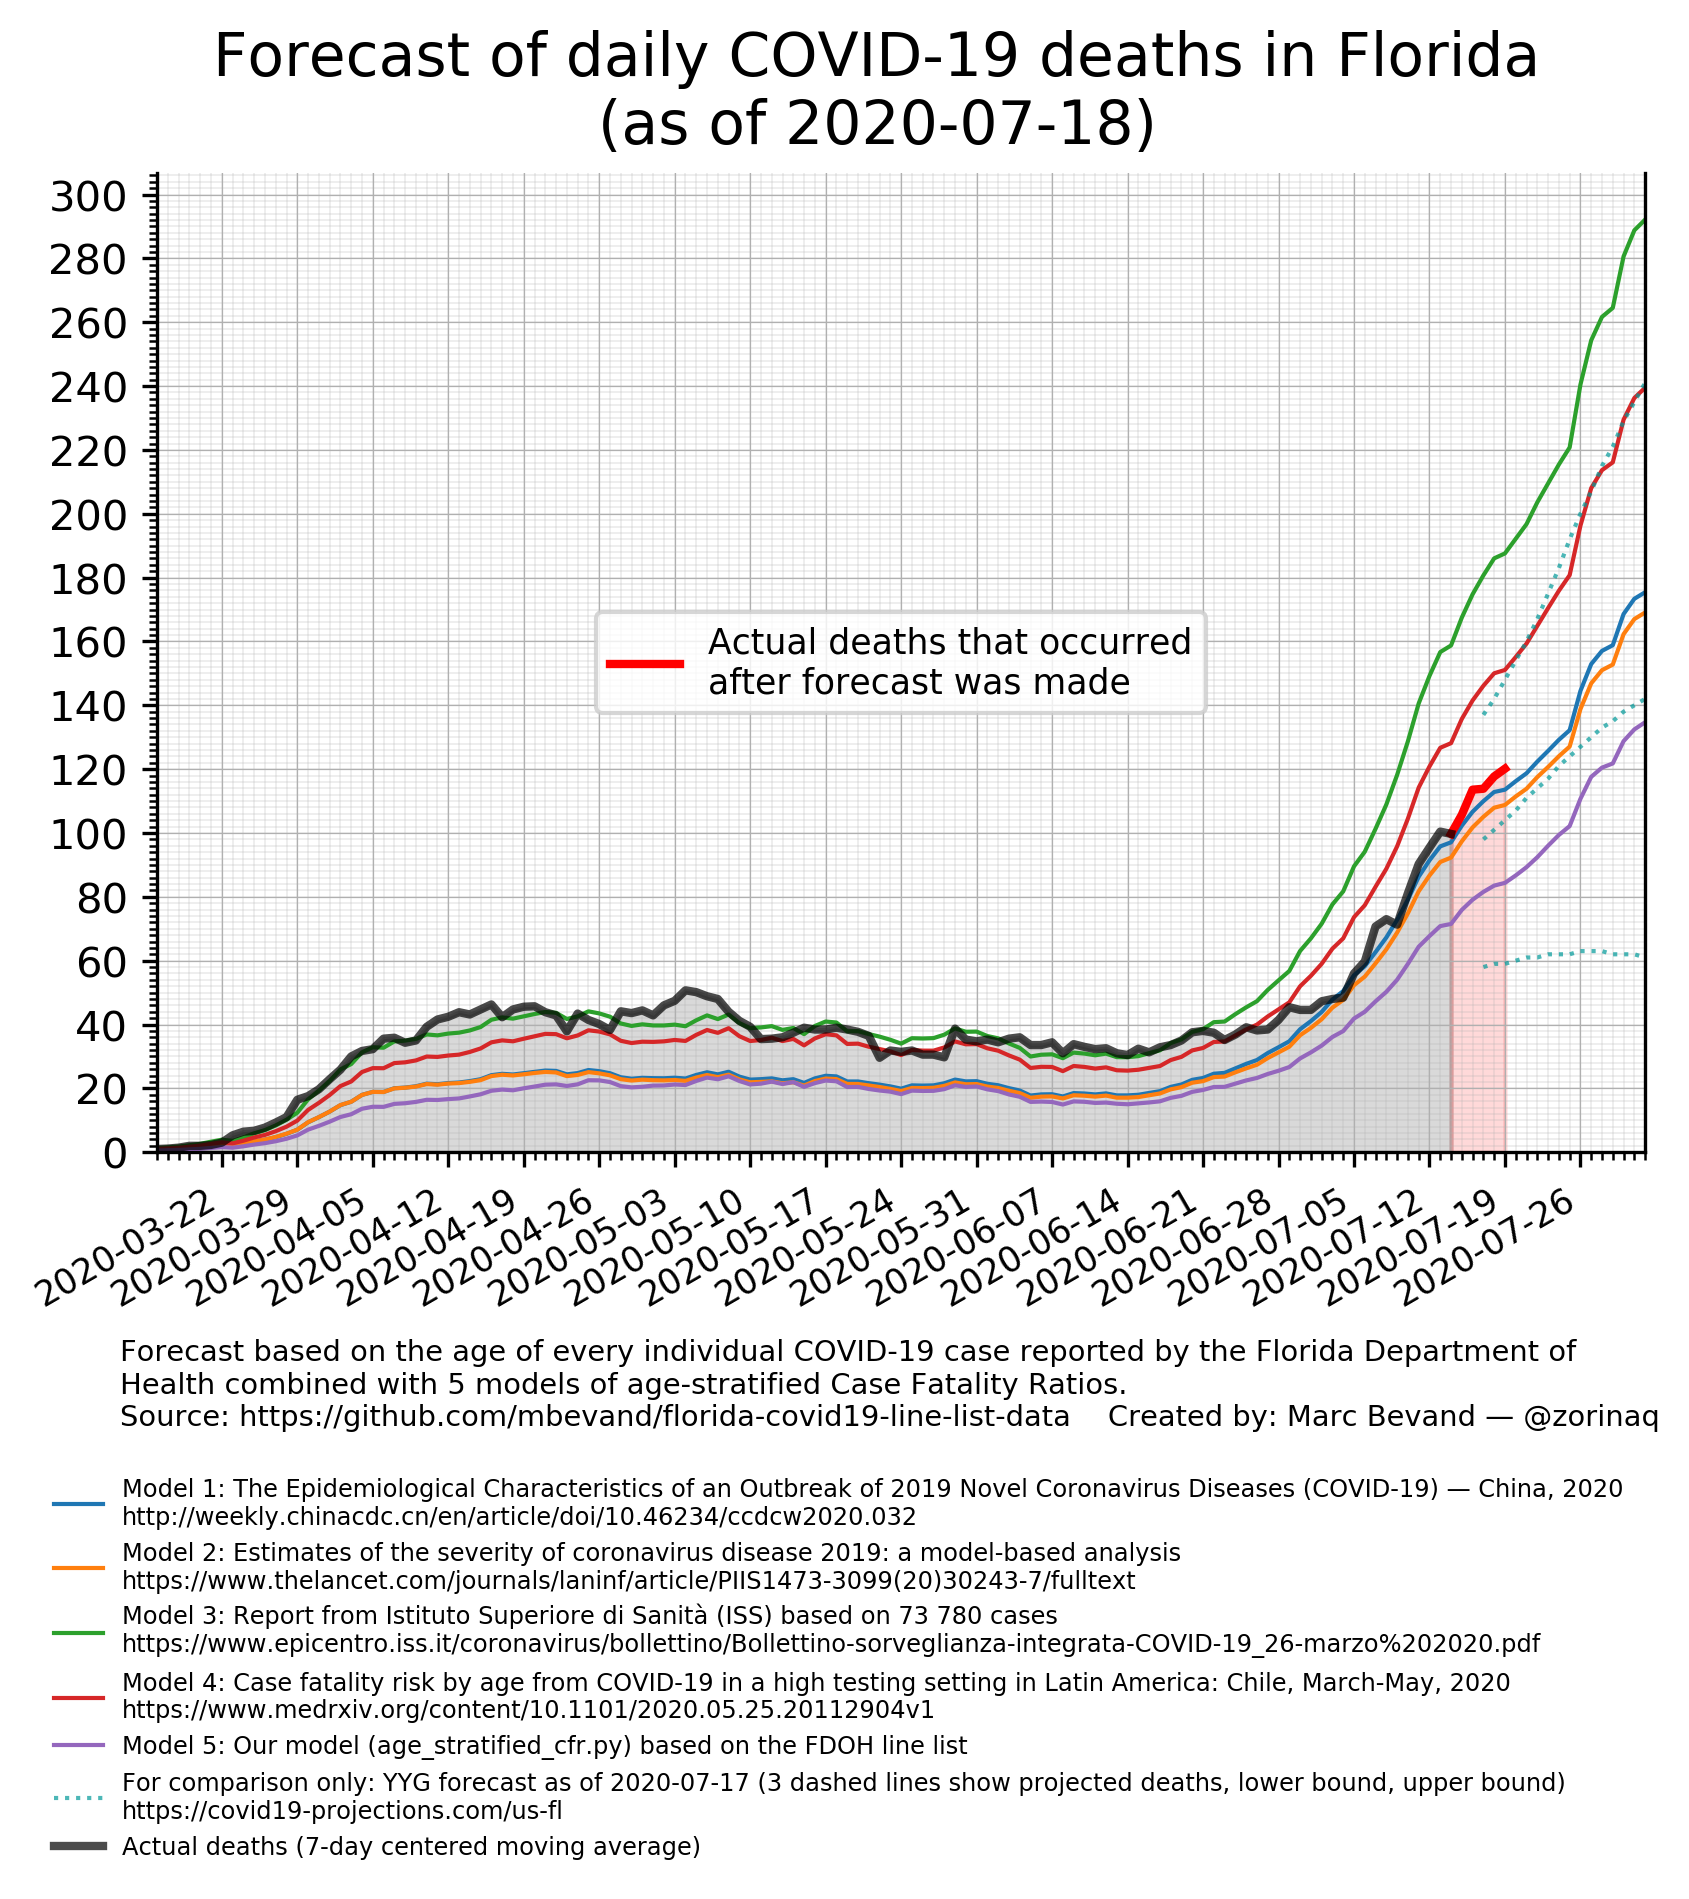 Forecast of daily COVID-19 deaths in Florida
(as of 2020-07-18)
300
280
260
240
220
200
180
160
140
120
100
80
60
40
20
0
Actual deaths that occurred
after forecast was made
2020-03-22
2020-03-29
2020-04-05
2020-04-12
2020-04-19
2020-04-26
2020-05-03
2020-05-10
2020-05-17
2020-05-24
2020-05-31
2020-06-07
2020-06-14
2020-06-21
2020-06-28
2020-07-05
2020-07-12
2020-07-19
2020-07-26
Forecast based on the age of every individual COVID-19 case reported by the Florida Department of
Health combined with 5 models of age-stratified Case Fatality Ratios.
Source: https://github.com/mbevand/florida-covid19-line-list-data Created by: Marc Bevand — @zorinaq
Model 1: The Epidemiological Characteristics of an Outbreak of 2019 Novel Coronavirus Diseases (COVID-19) — China, 2020
http://weekly.chinacdc.cn/en/article/doi/10.46234/ccdcw2020.032
Model 2: Estimates of the severity of coronavirus disease 2019: a model-based analysis
https://www.thelancet.com/journals/laninf/article/PIIS1473-3099(20)30243-7/fulltext
Model 3: Report from Istituto Superiore di Sanità (ISS) based on 73 780 cases
https://www.epicentro.iss.it/coronavirus/bollettino/Bollettino-sorveglianza-integrata-COVID-19_26-marzo%202020.pdf
Model 4: Case fatality risk by age from COVID-19 in a high testing setting in Latin America: Chile, March-May, 2020
https://www.medrxiv.org/content/10.1101/2020.05.25.20112904v1
Model 5: Our model (age_stratified_cfr.py) based on the FDOH line list
For comparison only: YYG forecast as of 2020-07-17 (3 dashed lines show projected deaths, lower bound, upper bound)
https://covid19-projections.com/us-fl
Actual deaths (7-day centered moving average)